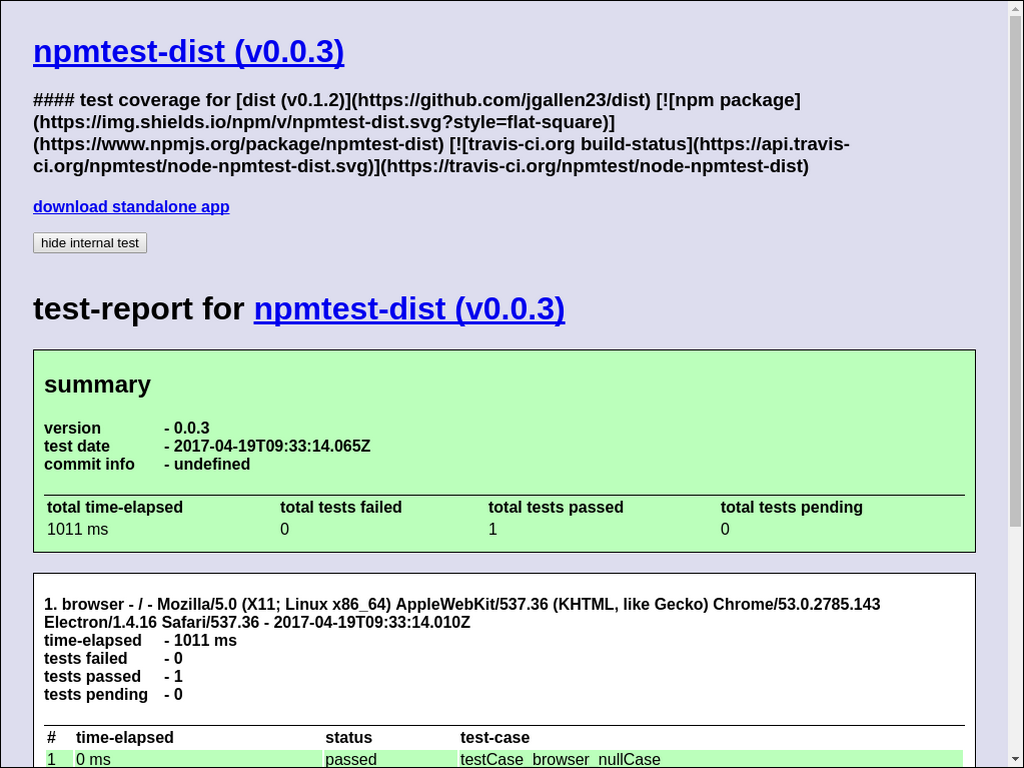 npmtest-dist (v0.0.3)
#### test coverage for [dist (v0.1.2)](https://github.com/jgallen23/dist) [![npm package]
(https://img.shields.io/npm/v/npmtest-dist.svg?style=flat-square)]
(https://www.npmjs.org/package/npmtest-dist) [![travis-ci.org build-status](https://api.travis-
ci.org/npmtest/node-npmtest-dist.svg)](https://travis-ci.org/npmtest/node-npmtest-dist)
download standalone app
hide internal test
test-report for npmtest-dist (v0.0.3)
summary
version - 0.0.3
test date - 2017-04-19T09:33:14.065Z
commit info - undefined
total time-elapsed total tests failed total tests passed total tests pending
1011 ms 0 1 0
1. browser - / - Mozilla/5.0 (X11; Linux x86_64) AppleWebKit/537.36 (KHTML, like Gecko) Chrome/53.0.2785.143
Electron/1.4.16 Safari/537.36 - 2017-04-19T09:33:14.010Z
time-elapsed - 1011 ms
tests failed - 0
tests passed - 1
tests pending - 0
# time-elapsed status test-case
1 0 ms passed testCase_browser_nullCase